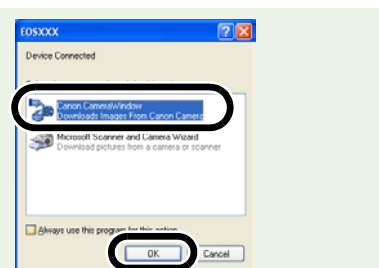 EOSXXX
Device Connected
Canon CameraWindow
Downloads Images From Canon Camera
Microsoft Scanner and Camera Wizard
Download pictures from a camera or scanner
Always use this program for this action
OK
Cancel